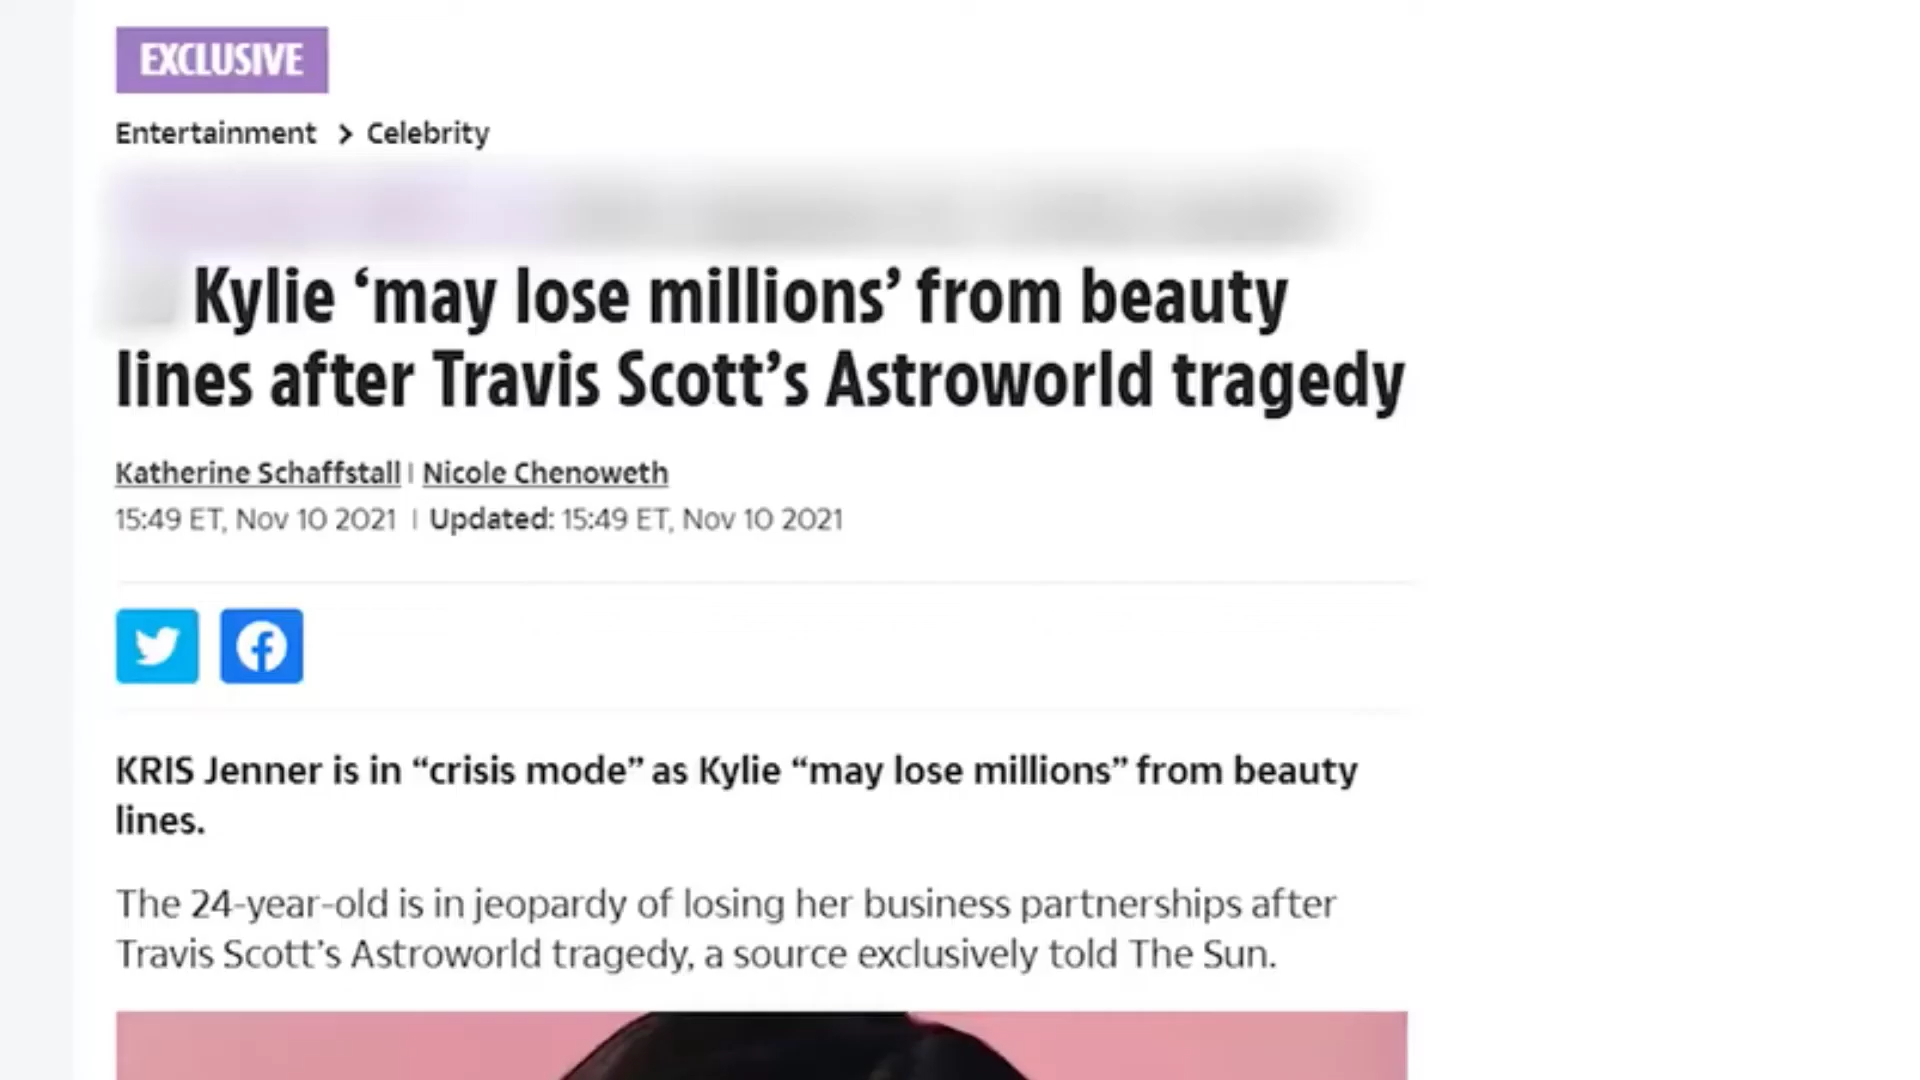 EXCLUSIVE
Entertainment > Celebrity
Kylie ‘may lose millions’ from beauty
lines after Travis Scott’s Astroworld tragedy
Katherine Schaffstall | Nicole Chenoweth
15:49 ET, Nov 10 2021 | Updated: 15:49 ET, Nov 10 2021
KRIS Jenner is in “crisis mode” as Kylie “may lose millions” from beauty
lines.
The 24-year-old is in jeopardy of losing her business partnerships after
Travis Scott’s Astroworld tragedy, a source exclusively told The Sun.